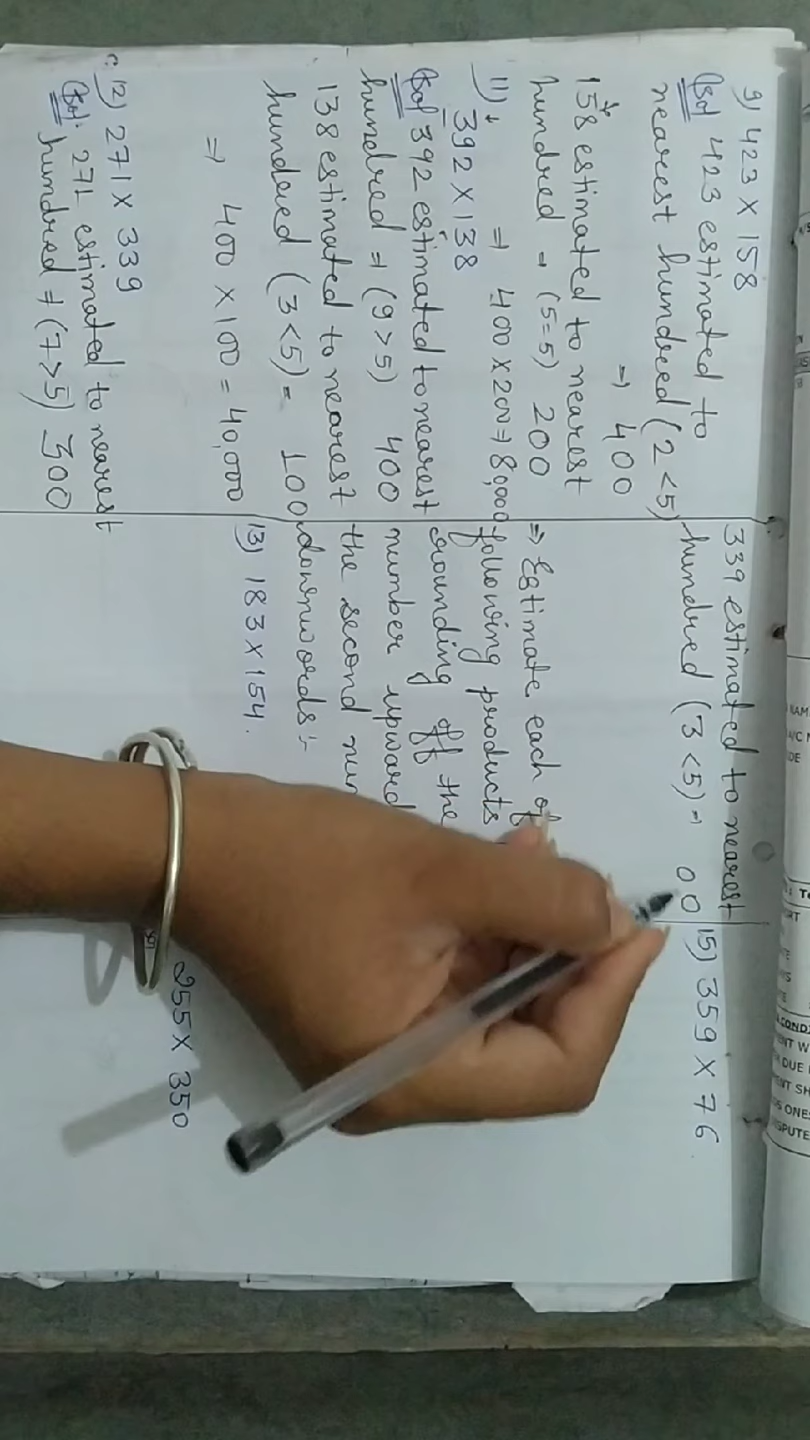 9) 423 × 158
Sol 423 estimated to
nearest hundred (2<5)
⇒ 400
158 estimated to nearest
hundred ⇒ (5=5) 200
⇒ 400 × 200 ⇒ 80,000
11) 392 × 138
Sol 392 estimated to nearest
hundred ⇒ (9>5) 400
138 estimated to nearest
hundered (3<5) = 100
⇒ 400 × 100 = 40,000
12) 271 × 339
Sol: 271 estimated to nearest
hundred ⇒ (7>5) 300
339 estimated to nearest
hundred (3<5) ⇒ 00
⇒ Estimate each of
following products
rounding off the
number upward
the second
downwords :-
13) 183 × 154.
255 × 350
15) 359 × 76